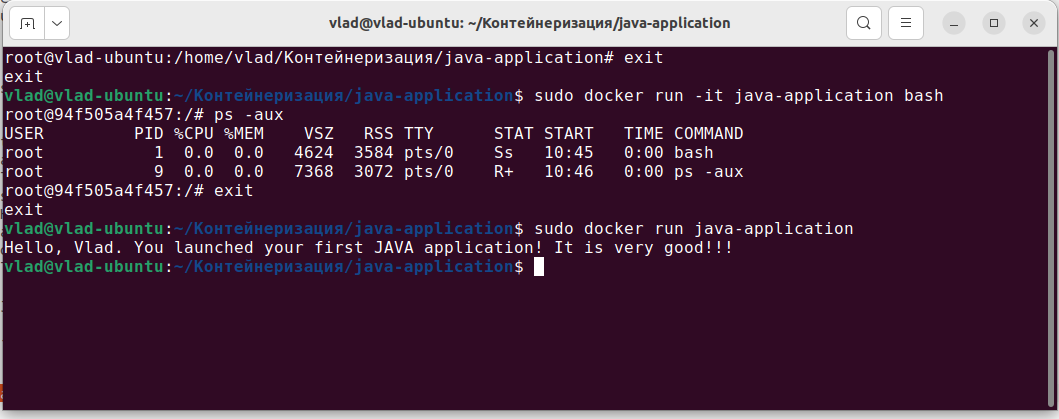 vlad@vlad-ubuntu: ~/Контейнеризация/java-application
root@vlad-ubuntu:/home/vlad/Контейнеризация/java-application# exit
exit
vlad@vlad-ubuntu:~/Контейнеризация/java-application$ sudo docker run -it java-application bash
root@94f505a4f457:/# ps -aux
USER         PID %CPU %MEM    VSZ   RSS TTY      STAT START   TIME COMMAND
root           1  0.0  0.0   4624  3584 pts/0    Ss   10:45   0:00 bash
root           9  0.0  0.0   7368  3072 pts/0    R+   10:46   0:00 ps -aux
root@94f505a4f457:/# exit
exit
vlad@vlad-ubuntu:~/Контейнеризация/java-application$ sudo docker run java-application
Hello, Vlad. You launched your first JAVA application! It is very good!!!
vlad@vlad-ubuntu:~/Контейнеризация/java-application$